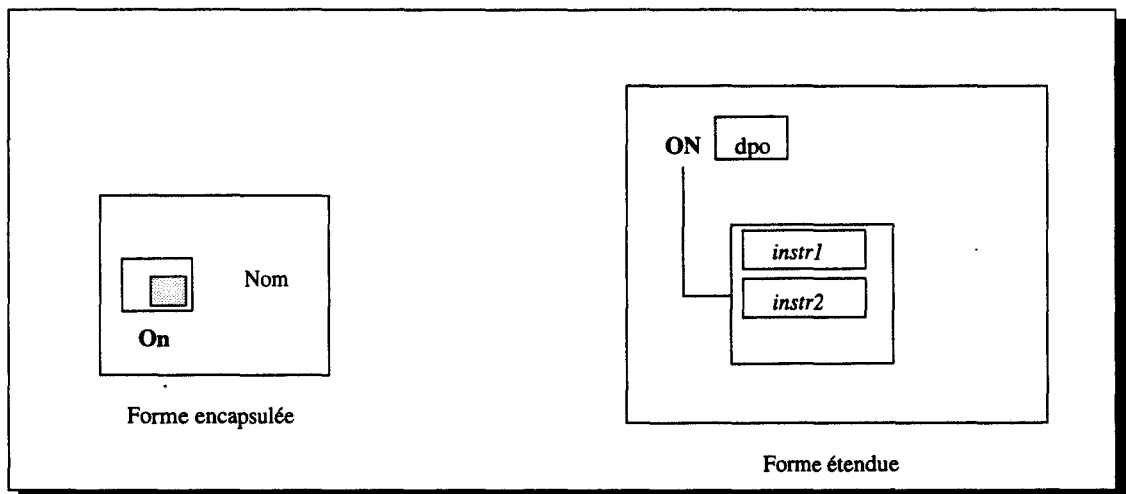 Nom
On
Forme encapsulée
ON dpo
instr1
instr2
Forme étendue